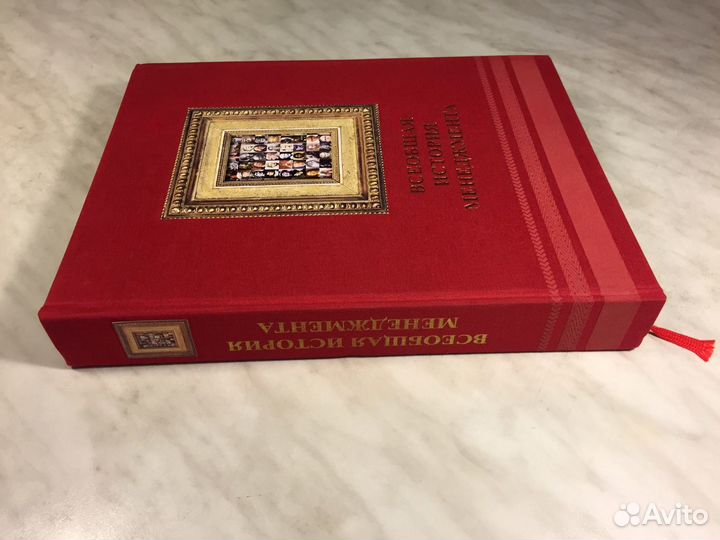 ВСЕОБЩАЯ
ИСТОРИЯ
МЕНЕДЖМЕНТА
ВСЕОБЩАЯ ИСТОРИЯ
МЕНЕДЖМЕНТА
Avito